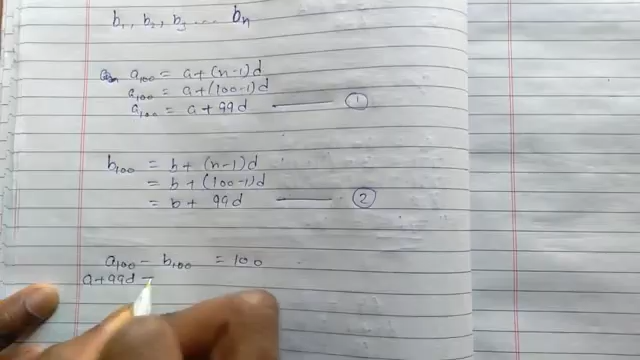 b₁, b₂, b₃ .... bₙ
a₁₀₀ = a + (n-1)d
a₁₀₀ = a + (100-1)d
a₁₀₀ = a + 99d ——— ①
b₁₀₀ = b + (n-1)d
= b + (100-1)d
= b + 99d ——— ②
a₁₀₀ - b₁₀₀ = 100
a+99d -